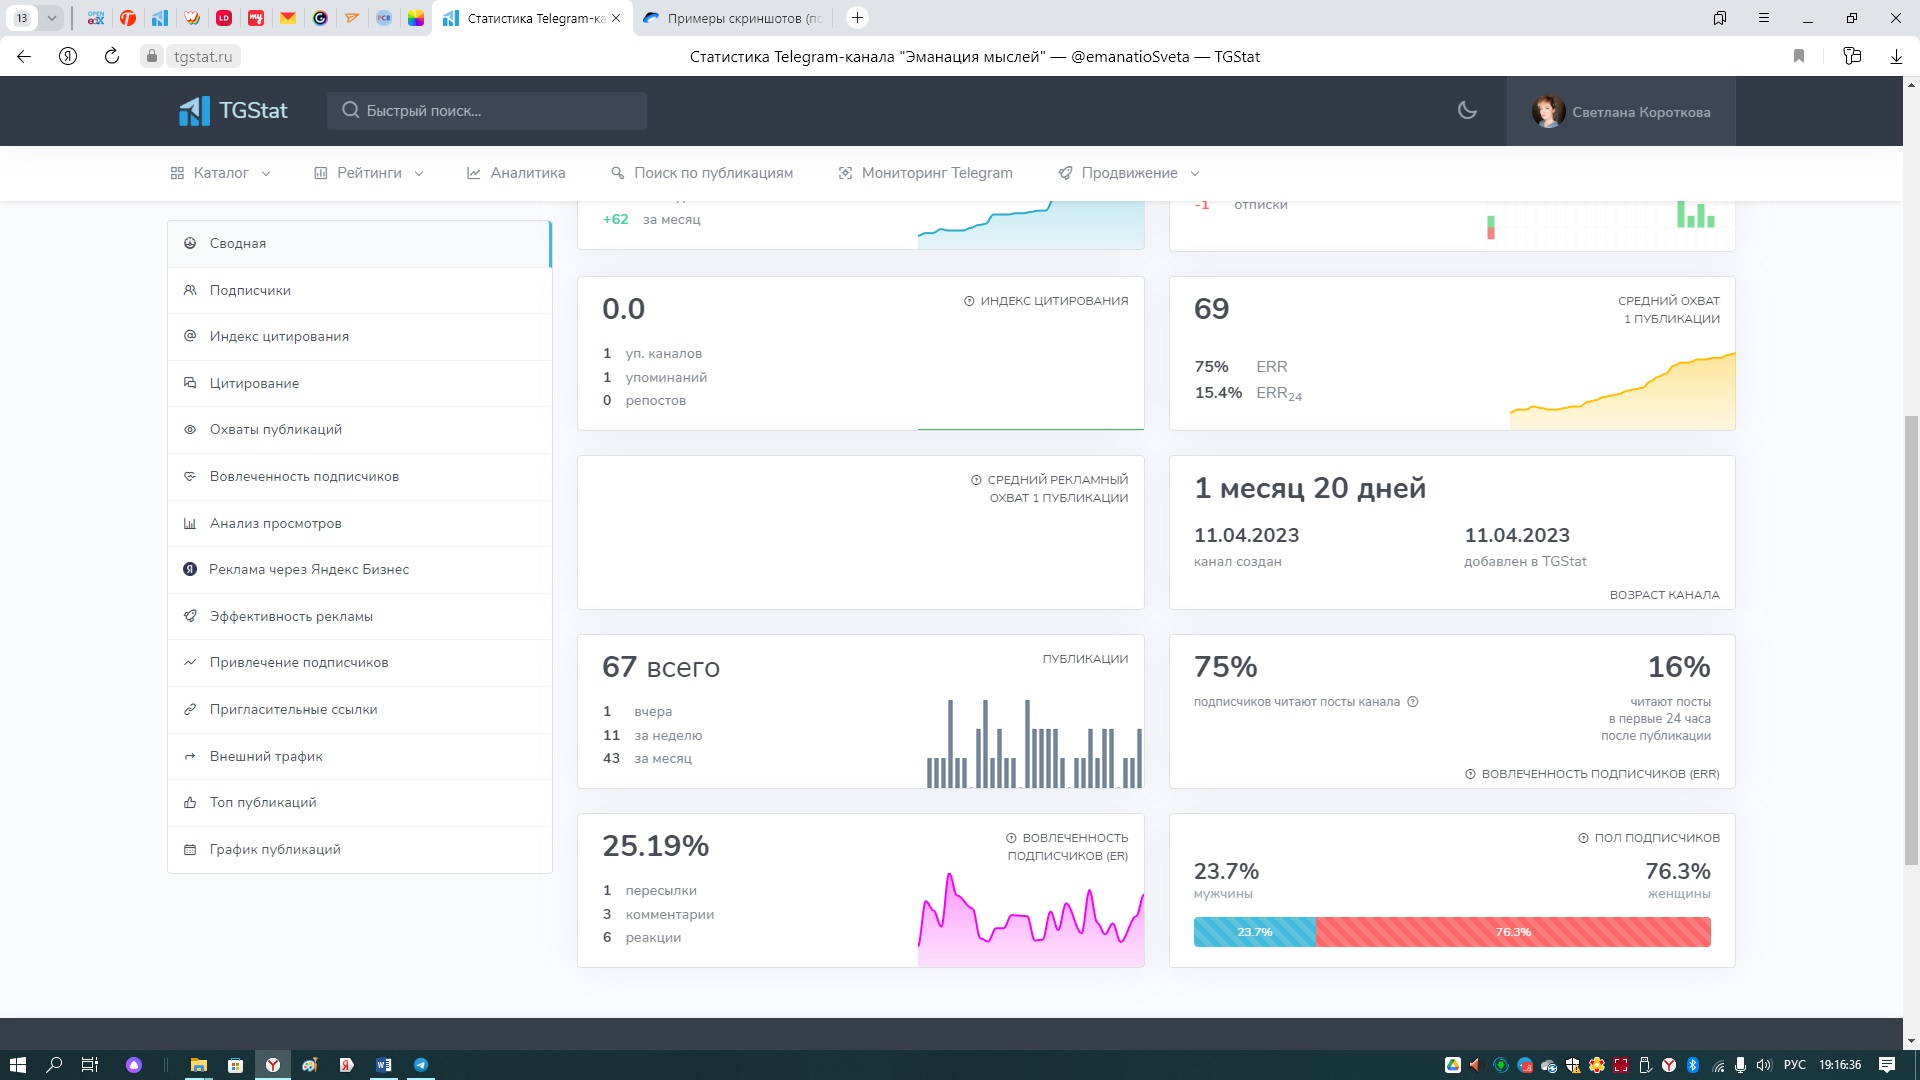 13
OPEN edX
LD
my
G
РСВ
Статистика Telegram-ка
Примеры скриншотов (по
Я
tgstat.ru
Статистика Telegram-канала "Эманация мыслей" — @emanatioSveta — TGStat
TGStat
Быстрый поиск...
Светлана Короткова
Каталог
Рейтинги
Аналитика
Поиск по публикациям
Мониторинг Telegram
Продвижение
Сводная
Подписчики
Индекс цитирования
Цитирование
Охваты публикаций
Вовлеченность подписчиков
Анализ просмотров
Я Реклама через Яндекс Бизнес
Эффективность рекламы
Привлечение подписчиков
Пригласительные ссылки
Внешний трафик
Топ публикаций
График публикаций
+62 за месяц
-1 отписки
0.0
ИНДЕКС ЦИТИРОВАНИЯ
1 уп. каналов
1 упоминаний
0 репостов
69
СРЕДНИЙ ОХВАТ
1 ПУБЛИКАЦИИ
75% ERR
15.4% ERR24
СРЕДНИЙ РЕКЛАМНЫЙ
ОХВАТ 1 ПУБЛИКАЦИИ
1 месяц 20 дней
11.04.2023
канал создан
11.04.2023
добавлен в TGStat
ВОЗРАСТ КАНАЛА
67 всего
ПУБЛИКАЦИИ
1 вчера
11 за неделю
43 за месяц
75%
подписчиков читают посты канала
16%
читают посты
в первые 24 часа
после публикации
ВОВЛЕЧЕННОСТЬ ПОДПИСЧИКОВ (ERR)
25.19%
ВОВЛЕЧЕННОСТЬ
ПОДПИСЧИКОВ (ER)
1 пересылки
3 комментарии
6 реакции
ПОЛ ПОДПИСЧИКОВ
23.7%
мужчины
76.3%
женщины
23.7%
76.3%
РУС
19:16:36